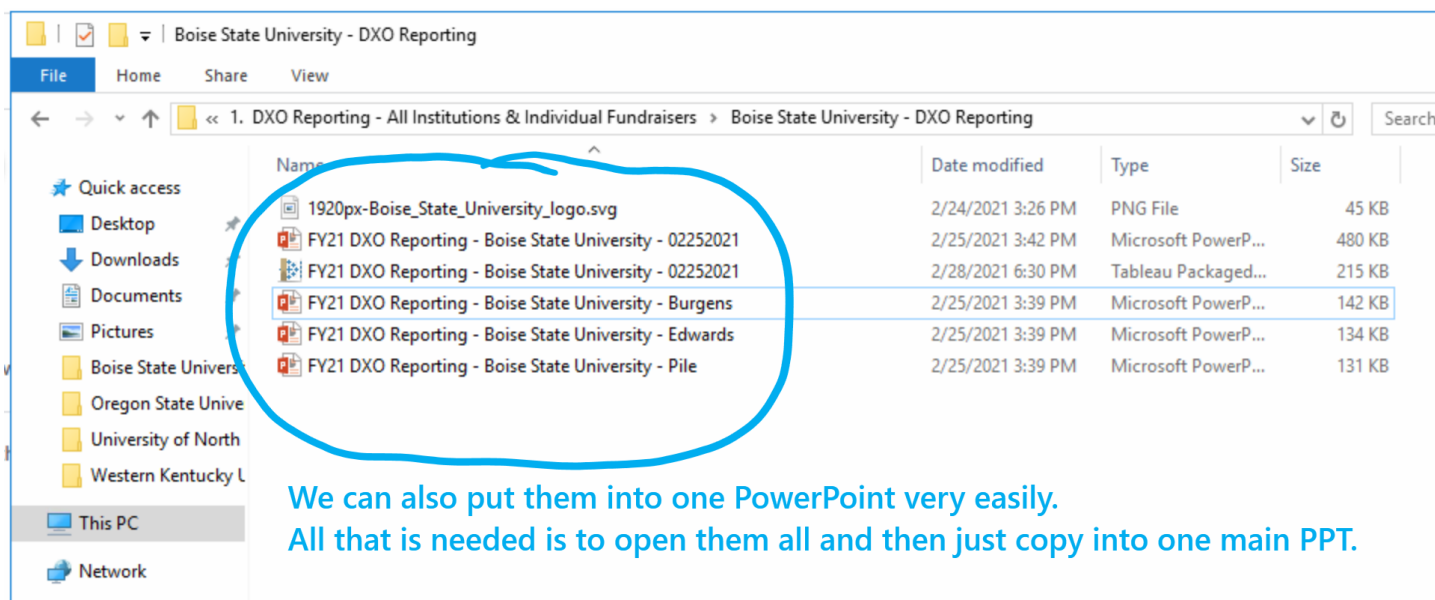 Boise State University - DXO Reporting
File Home Share View
« 1. DXO Reporting - All Institutions & Individual Fundraisers › Boise State University - DXO Reporting Search
Name Date modified Type Size
Quick access
1920px-Boise_State_University_logo.svg 2/24/2021 3:26 PM PNG File 45 KB
Desktop
FY21 DXO Reporting - Boise State University - 02252021 2/25/2021 3:42 PM Microsoft PowerP... 480 KB
Downloads
FY21 DXO Reporting - Boise State University - 02252021 2/28/2021 6:30 PM Tableau Packaged... 215 KB
Documents
FY21 DXO Reporting - Boise State University - Burgens 2/25/2021 3:39 PM Microsoft PowerP... 142 KB
Pictures
FY21 DXO Reporting - Boise State University - Edwards 2/25/2021 3:39 PM Microsoft PowerP... 134 KB
Boise State Univers
FY21 DXO Reporting - Boise State University - Pile 2/25/2021 3:39 PM Microsoft PowerP... 131 KB
Oregon State Unive
University of North
Western Kentucky U
This PC
Network
We can also put them into one PowerPoint very easily.
All that is needed is to open them all and then just copy into one main PPT.